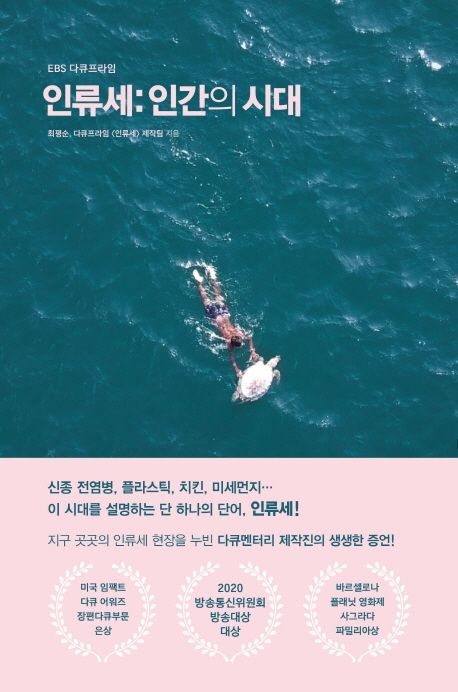 EBS 다큐프라임
인류세: 인간의 시대
최평순, 다큐프라임 〈인류세〉 제작팀 지음
신종 전염병, 플라스틱, 치킨, 미세먼지…
이 시대를 설명하는 단 하나의 단어, 인류세!
지구 곳곳의 인류세 현장을 누빈 다큐멘터리 제작진의 생생한 증언!
미국 임팩트
다큐 어워즈
장편다큐부문
은상
2020
방송통신위원회
방송대상
대상
바르셀로나
플래닛 영화제
사그라다
파밀리아상